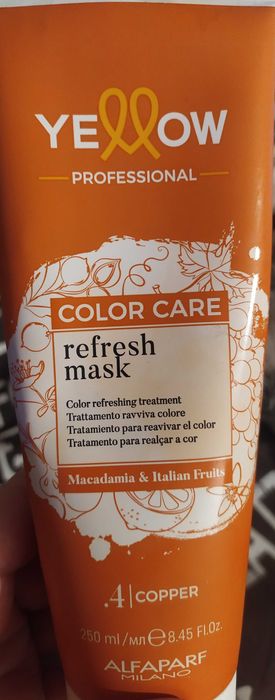 YELLOW
PROFESSIONAL
COLOR CARE
refresh
mask
Color refreshing treatment
Trattamento ravviva colore
Tratamiento para reavivar el color
Tratamento para realçar a cor
Macadamia & Italian Fruits
.4 | COPPER
250 ml/мл ℮ 8.45 Fl.Oz.
ALFAPARF
MILANO